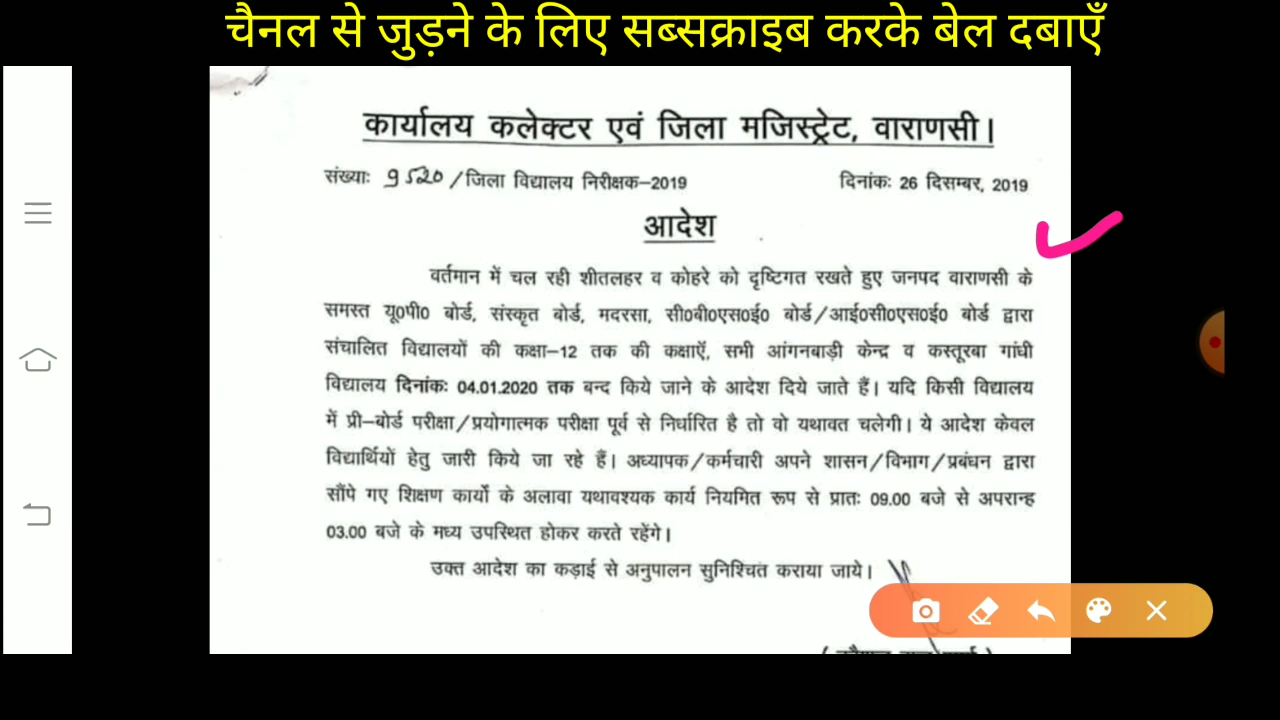 चैनल से जुड़ने के लिए सब्सक्राइब करके बेल दबाएँ
कार्यालय कलेक्टर एवं जिला मजिस्ट्रेट, वाराणसी।
संख्याः 9520/जिला विद्यालय निरीक्षक–2019 दिनांकः 26 दिसम्बर, 2019
आदेश
वर्तमान में चल रही शीतलहर व कोहरे को दृष्टिगत रखते हुए जनपद वाराणसी के
समस्त यू0पी0 बोर्ड, संस्कृत बोर्ड, मदरसा, सी0बी0एस0ई0 बोर्ड/आई0सी0एस0ई0 बोर्ड द्वारा
संचालित विद्यालयों की कक्षा–12 तक की कक्षाऍं, सभी आंगनबाड़ी केन्द्र व कस्तूरबा गांधी
विद्यालय दिनांकः 04.01.2020 तक बन्द किये जाने के आदेश दिये जाते हैं। यदि किसी विद्यालय
में प्री–बोर्ड परीक्षा/प्रयोगात्मक परीक्षा पूर्व से निर्धारित है तो वो यथावत चलेगी। ये आदेश केवल
विद्यार्थियों हेतु जारी किये जा रहे हैं। अध्यापक/कर्मचारी अपने शासन/विभाग/प्रबंधन द्वारा
सौंपे गए शिक्षण कार्यो के अलावा यथावश्यक कार्य नियमित रूप से प्रातः 09.00 बजे से अपरान्ह
03.00 बजे के मध्य उपस्थित होकर करते रहेंगे।
उक्त आदेश का कड़ाई से अनुपालन सुनिश्चित कराया जाये।